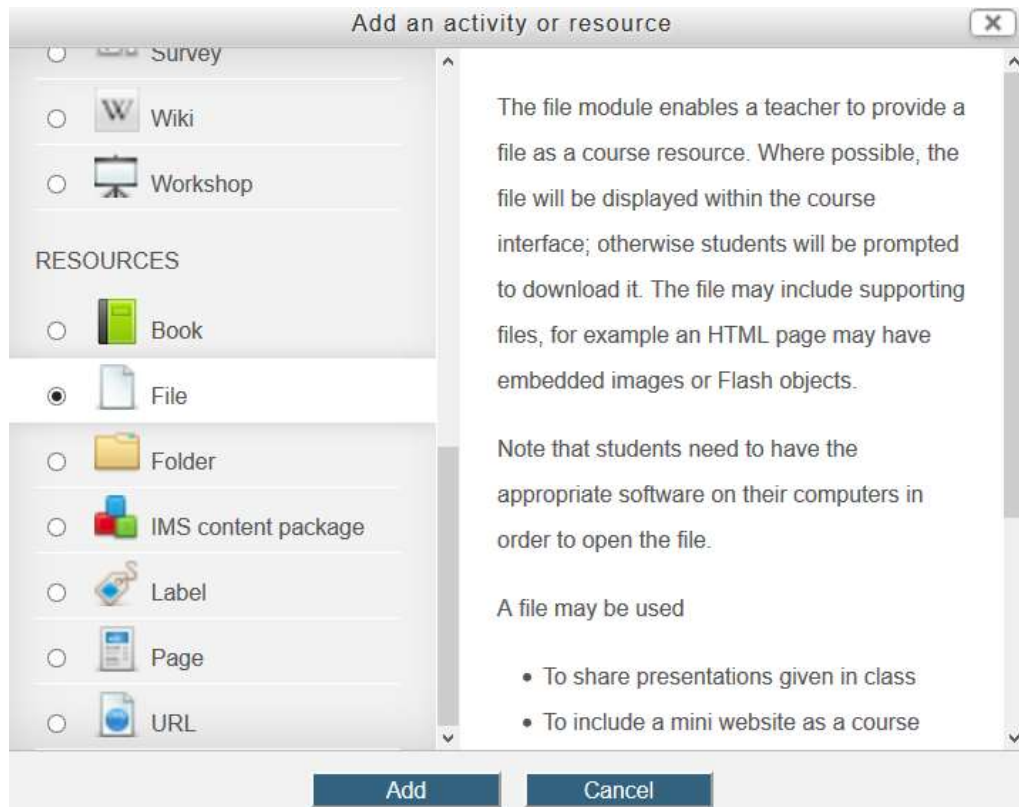 Add an activity or resource
Survey
Wiki
Workshop
RESOURCES
Book
File
Folder
IMS content package
Label
Page
URL
The file module enables a teacher to provide a
file as a course resource. Where possible, the
file will be displayed within the course
interface; otherwise students will be prompted
to download it. The file may include supporting
files, for example an HTML page may have
embedded images or Flash objects.
Note that students need to have the
appropriate software on their computers in
order to open the file.
A file may be used
• To share presentations given in class
• To include a mini website as a course
Add
Cancel